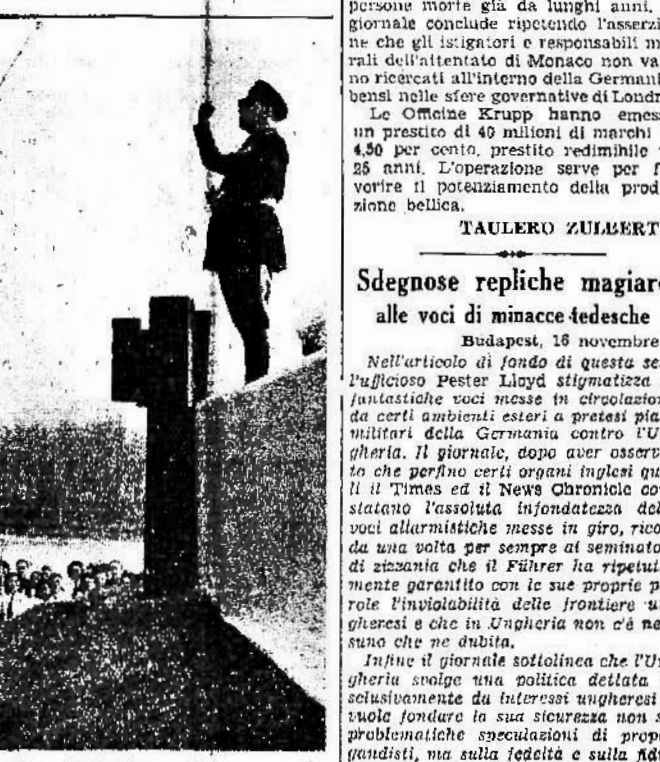 persone morte già da lunghi anni.
giornale conclude ripetendo l'asserzi
ne che gli istigatori e responsabili m
rali dell'attentato di Monaco non va
no ricercati all'interno della Germani
bensì nelle sfere governative di Londr
Le Officine Krupp hanno emess
un prestito di 40 milioni di marchi
4,50 per cento, prestito redimibile
25 anni. L'operazione serve per f
vorire il potenziamento della prod
zione bellica.
TAULERO ZULBERT
Sdegnose repliche magiar
alle voci di minacce tedesche
Budapest, 16 novembre
Nell'articolo di fondo di questa se
l'ufficioso Pester Lloyd stigmatizza
fantastiche voci messe in circolazion
da certi ambienti esteri a pretesi pia
militari della Germania contro l'U
gheria. Il giornale, dopo aver osserv
to che perfino certi organi inglesi qu
li il Times ed il News Chronicle co
statano l'assoluta infondatezza del
voci allarmistiche messe in giro, rico
da una volta per sempre ai seminato
di zizzania che il Führer ha ripetut
mente garantito con le sue proprie p
role l'inviolabilità delle frontiere u
gheresi e che in Ungheria non c'è ne
suno che ne dubita.
Infine il giornale sottolinea che l'U
gheria svolge una politica dettata
sclusivamente da interessi ungheresi
vuole fondare la sua sicurezza non s
problematiche speculazioni di prop
gandisti, ma sulla fedeltà e sulla fid